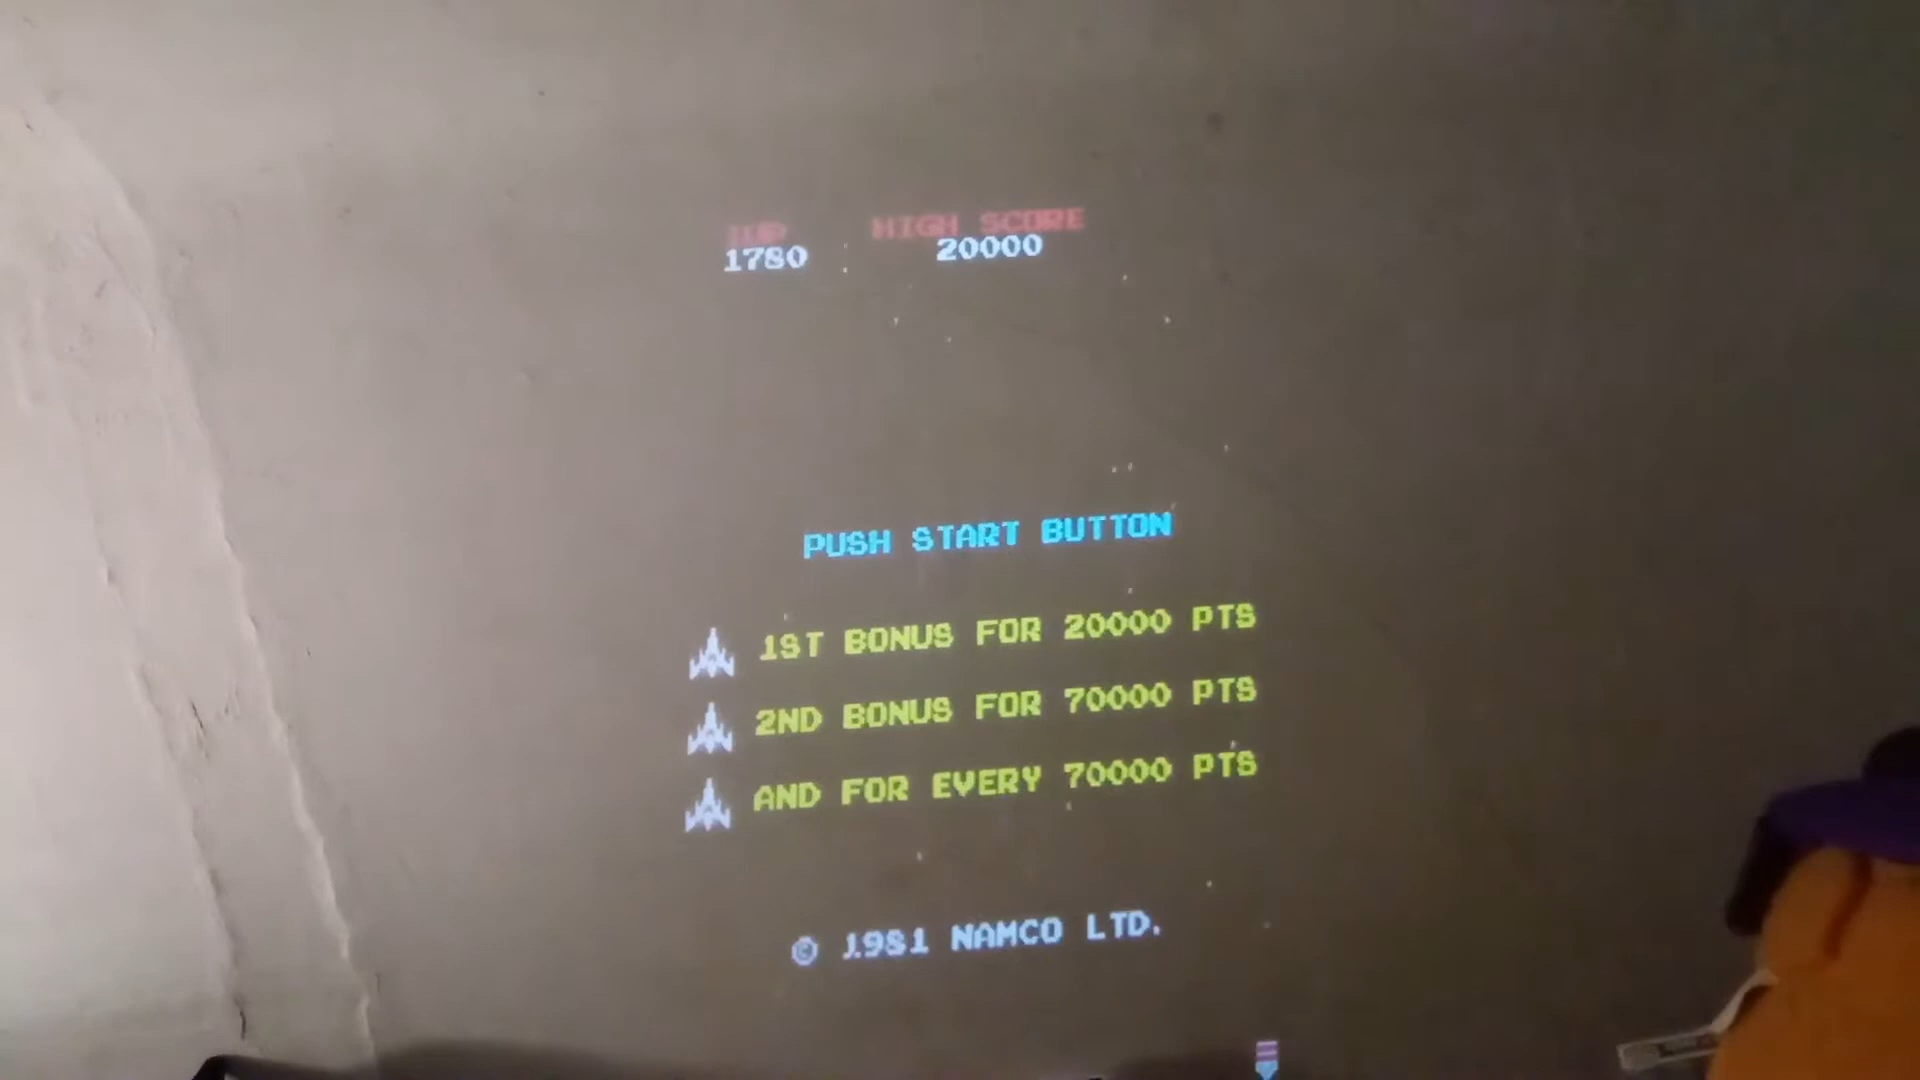 1UP HIGH SCORE
1780 20000
PUSH START BUTTON
1ST BONUS FOR 20000 PTS
2ND BONUS FOR 70000 PTS
AND FOR EVERY 70000 PTS
© 1981 NAMCO LTD.